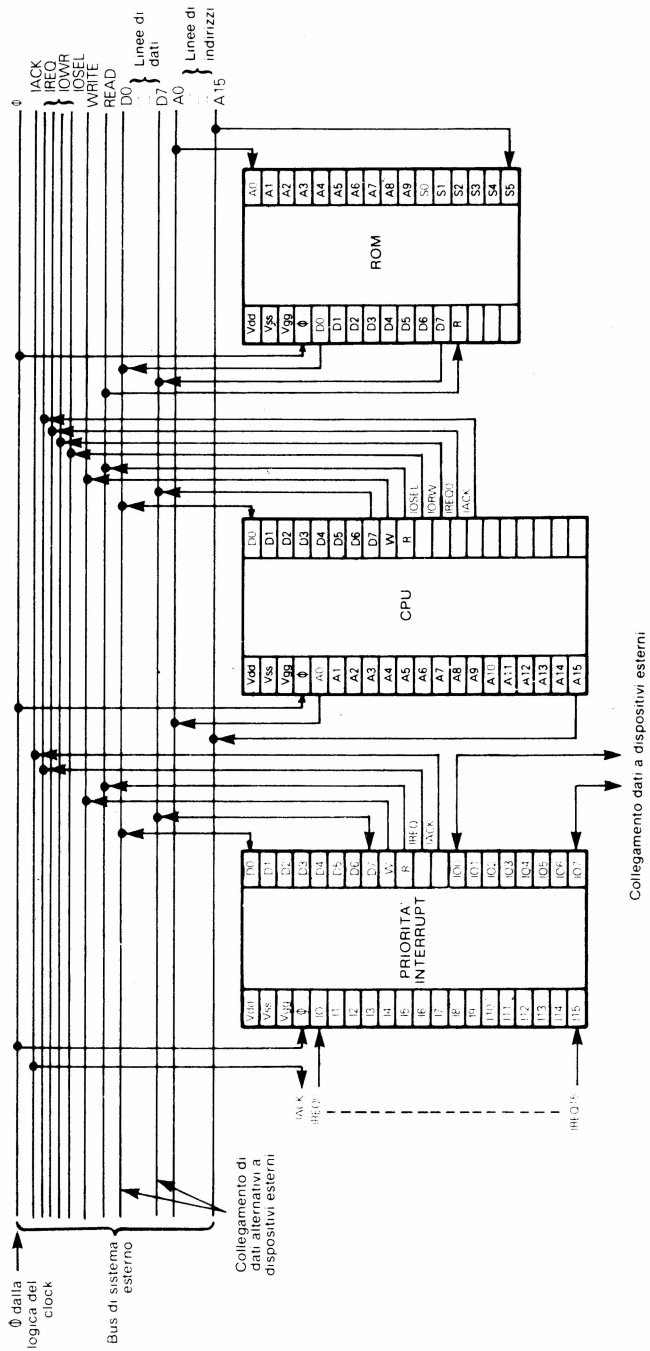 Φ
IACK
IREQ
IOWR
IOSEL
WRITE
READ
D0
Linee di
dati
D7
A0
Linee di
indirizzi
A15
Φ dalla
logica del
clock
Bus di sistema
esterno
Collegamento di
dati alternativi a
dispositivi esterni
IACK
IREQ15
Vdd
Vss
Vgg
Φ
I0
I1
I2
I3
I4
I5
I6
I7
I8
I9
I10
I11
I12
I13
I14
I15
PRIORITA'
INTERRUPT
D0
D1
D2
D3
D4
D5
D6
D7
W
R
IO0
IO1
IO2
IO3
IO4
IO5
IO6
IO7
IREQ
IACK
Collegamento dati a dispositivi esterni
Vdd
Vss
Vgg
Φ
A0
A1
A2
A3
A4
A5
A6
A7
A8
A9
A10
A11
A12
A13
A14
A15
CPU
D0
D1
D2
D3
D4
D5
D6
D7
W
R
IOSEL
IORW
IREQ0
IACK
Vdd
Vss
Vgg
Φ
D0
D1
D2
D3
D4
D5
D6
D7
R
ROM
A0
A1
A2
A3
A4
A5
A6
A7
A8
A9
S0
S1
S2
S3
S4
S5